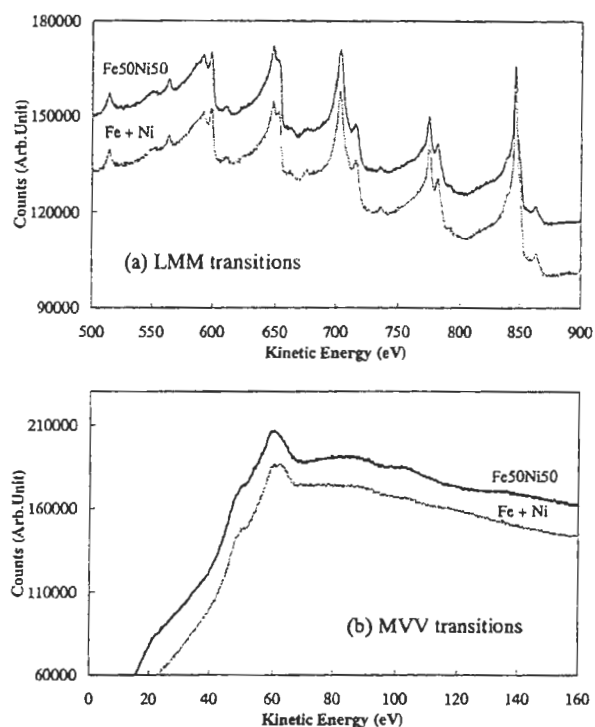 180000
150000
120000
90000
Counts (Arb.Unit)
Fe50Ni50
Fe + Ni
(a) LMM transitions
500 550 600 650 700 750 800 850 900
Kinetic Energy (eV)
210000
160000
110000
60000
Counts (Arb.Unit)
Fe50Ni50
Fe + Ni
(b) MVV transitions
0 20 40 60 80 100 120 140 160
Kinetic Energy (eV)